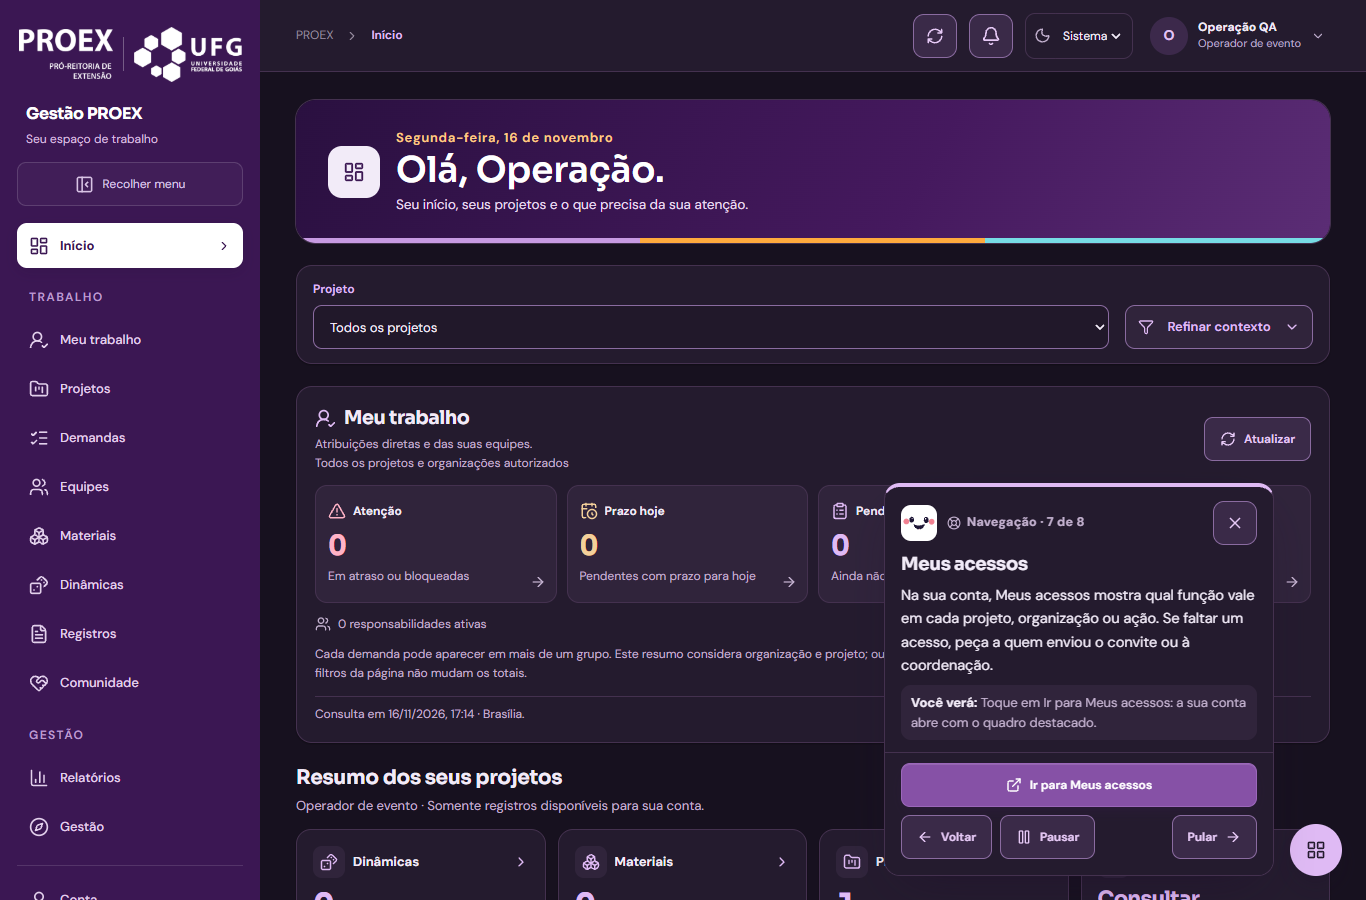 PROEX
PRÓ-REITORIA DE
EXTENSÃO
UFG
UNIVERSIDADE
FEDERAL DE GOIÁS
Gestão PROEX
Seu espaço de trabalho
Recolher menu
Início
TRABALHO
Meu trabalho
Projetos
Demandas
Equipes
Materiais
Dinâmicas
Registros
Comunidade
GESTÃO
Relatórios
Gestão
Conta
PROEX
Início
Sistema
O
Operação QA
Operador de evento
Segunda-feira, 16 de novembro
Olá, Operação.
Seu início, seus projetos e o que precisa da sua atenção.
Projeto
Todos os projetos
Refinar contexto
Meu trabalho
Atribuições diretas e das suas equipes.
Todos os projetos e organizações autorizados
Atualizar
Atenção
0
Em atraso ou bloqueadas
Prazo hoje
0
Pendentes com prazo para hoje
Pend
0
Ainda não
0 responsabilidades ativas
Cada demanda pode aparecer em mais de um grupo. Este resumo considera organização e projeto; ou
filtros da página não mudam os totais.
Consulta em 16/11/2026, 17:14 · Brasília.
Resumo dos seus projetos
Operador de evento · Somente registros disponíveis para sua conta.
Dinâmicas
0
Materiais
0
P
1
Consultar
Navegação · 7 de 8
Meus acessos
Na sua conta, Meus acessos mostra qual função vale
em cada projeto, organização ou ação. Se faltar um
acesso, peça a quem enviou o convite ou à
coordenação.
Você verá: Toque em Ir para Meus acessos: a sua conta
abre com o quadro destacado.
Ir para Meus acessos
Voltar
Pausar
Pular